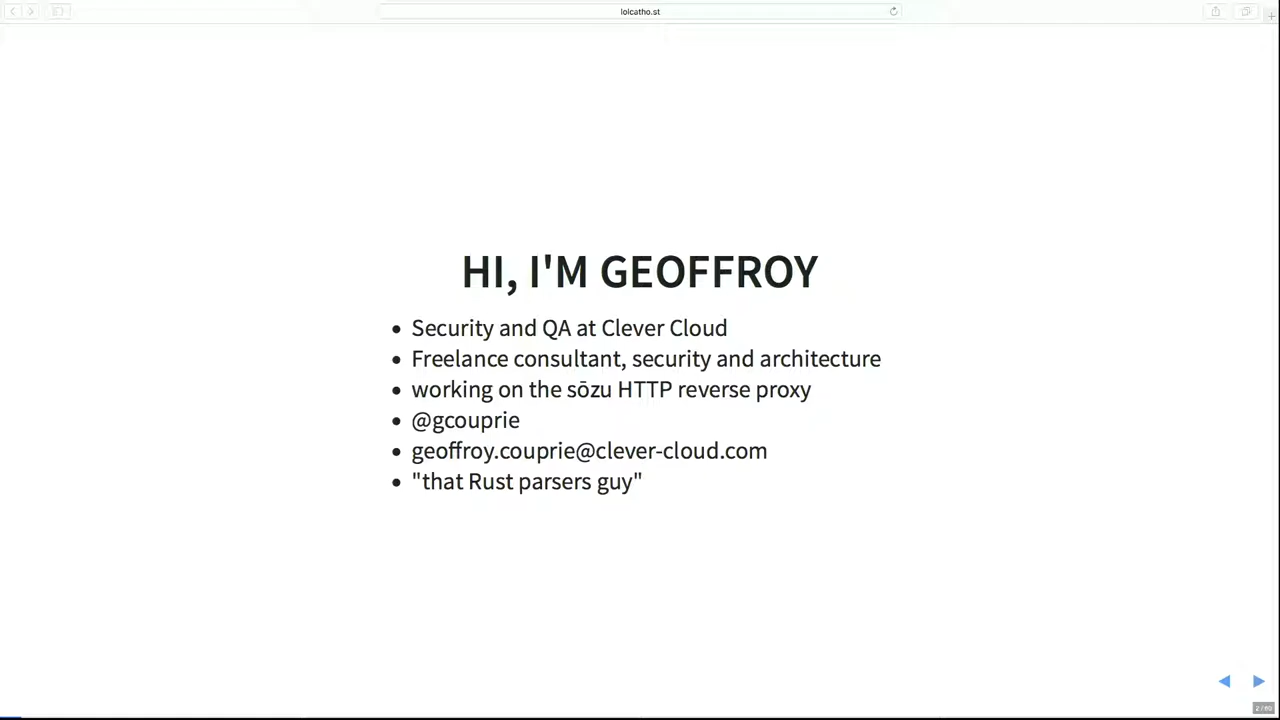 lolcatho.st
HI, I'M GEOFFROY
Security and QA at Clever Cloud
Freelance consultant, security and architecture
working on the sōzu HTTP reverse proxy
@gcouprie
geoffroy.couprie@clever-cloud.com
"that Rust parsers guy"